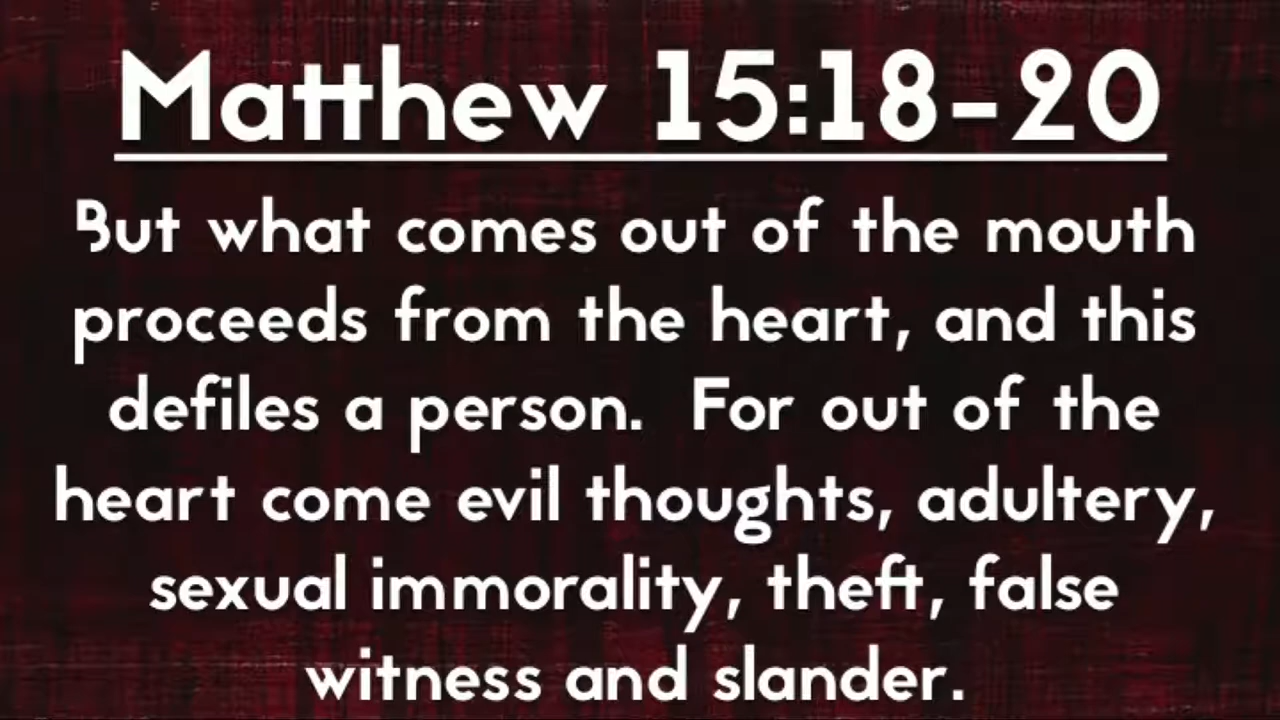 Matthew 15:18-20
But what comes out of the mouth
proceeds from the heart, and this
defiles a person.  For out of the
heart come evil thoughts, adultery,
sexual immorality, theft, false
witness and slander.